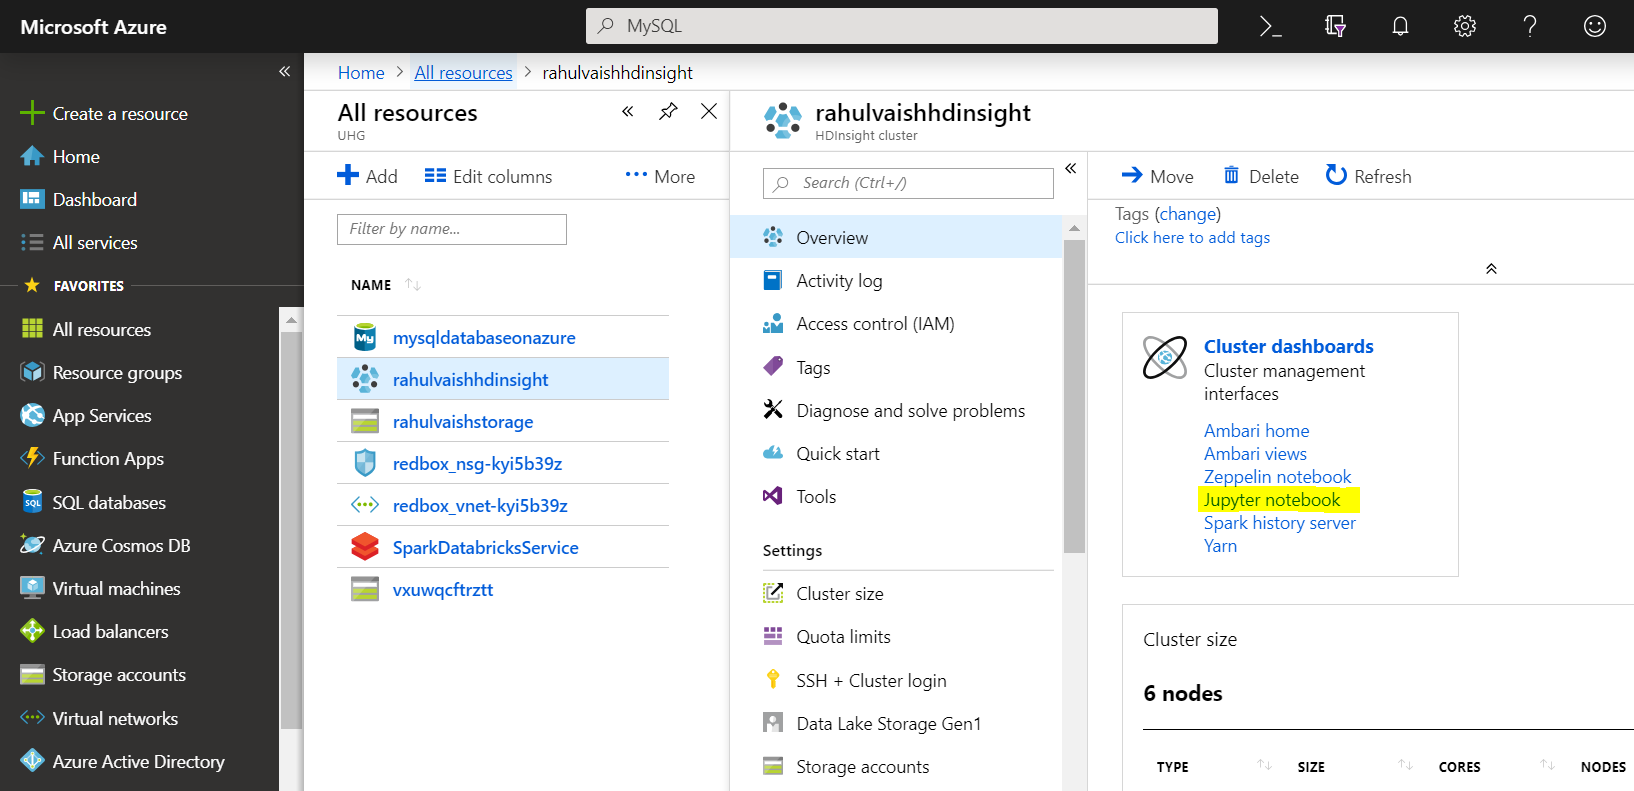 Microsoft Azure
MySQL
Create a resource
Home
Dashboard
All services
FAVORITES
All resources
Resource groups
App Services
Function Apps
SQL databases
Azure Cosmos DB
Virtual machines
Load balancers
Storage accounts
Virtual networks
Azure Active Directory
Home > All resources > rahulvaishhdinsight
All resources
UHG
Add Edit columns More
Filter by name...
NAME
My mysqldatabaseonazure
rahulvaishhdinsight
rahulvaishstorage
redbox_nsg-kyi5b39z
redbox_vnet-kyi5b39z
SparkDatabricksService
vxuwqcftrztt
rahulvaishhdinsight
HDInsight cluster
Search (Ctrl+/)
Overview
Activity log
Access control (IAM)
Tags
Diagnose and solve problems
Quick start
Tools
Settings
Cluster size
Quota limits
SSH + Cluster login
Data Lake Storage Gen1
Storage accounts
Move Delete Refresh
Tags (change)
Click here to add tags
Cluster dashboards
Cluster management
interfaces
Ambari home
Ambari views
Zeppelin notebook
Jupyter notebook
Spark history server
Yarn
Cluster size
6 nodes
TYPE SIZE CORES NODES